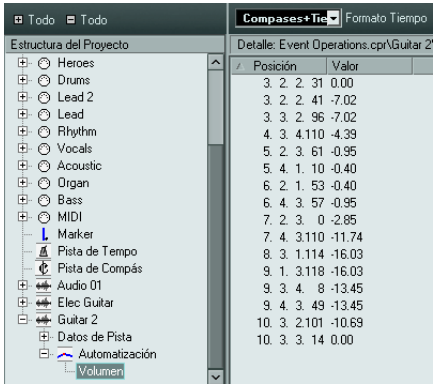 Todo Todo
Compases+Tie Formato Tiempo
Estructura del Proyecto
Heroes
Drums
Lead 2
Lead
Rhythm
Vocals
Acoustic
Organ
Bass
MIDI
Marker
Pista de Tempo
Pista de Compás
Audio 01
Elec Guitar
Guitar 2
Datos de Pista
Automatización
Volumen
Detalle: Event Operations.cpr\Guitar 2\
Posición Valor
3. 2. 2. 31 0.00
3. 2. 2. 41 -7.02
3. 3. 2. 96 -7.02
4. 3. 4.110 -4.39
5. 2. 3. 61 -0.95
5. 4. 1. 10 -0.40
6. 2. 1. 53 -0.40
6. 4. 3. 57 -0.95
7. 2. 3. 0 -2.85
7. 4. 3.110 -11.74
8. 3. 1.114 -16.03
9. 1. 3.118 -16.03
9. 3. 4. 8 -13.45
9. 4. 3. 49 -13.45
10. 3. 2.101 -10.69
10. 3. 3. 14 0.00